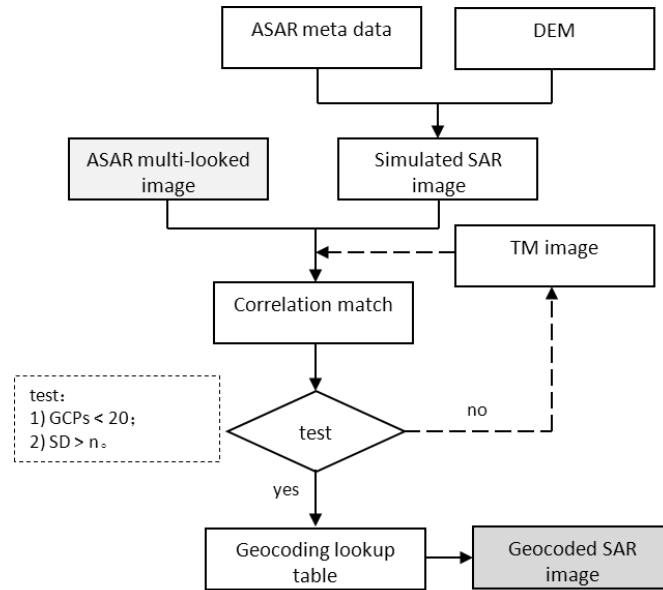 ASAR meta data
DEM
ASAR multi-looked
image
Simulated SAR
image
TM image
Correlation match
test：
1) GCPs < 20；
2) SD > n。
test
no
yes
Geocoding lookup
table
Geocoded SAR
image